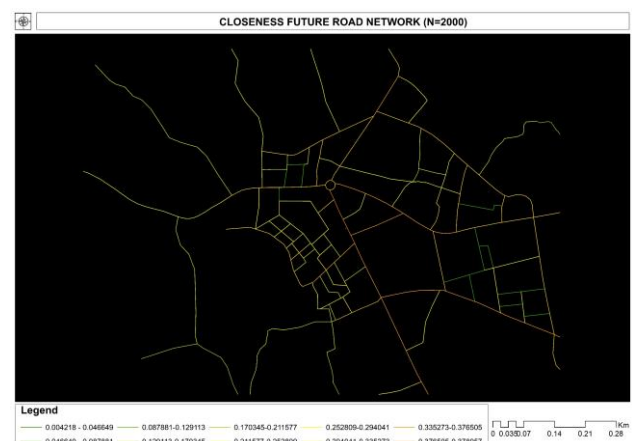 CLOSENESS FUTURE ROAD NETWORK (N=2000)
Legend
0.004218 - 0.046649 0.087881-0.129113 0.170345-0.211577 0.252809-0.294041 0.335273-0.376505
Km
0 0.035 0.07 0.14 0.21 0.28